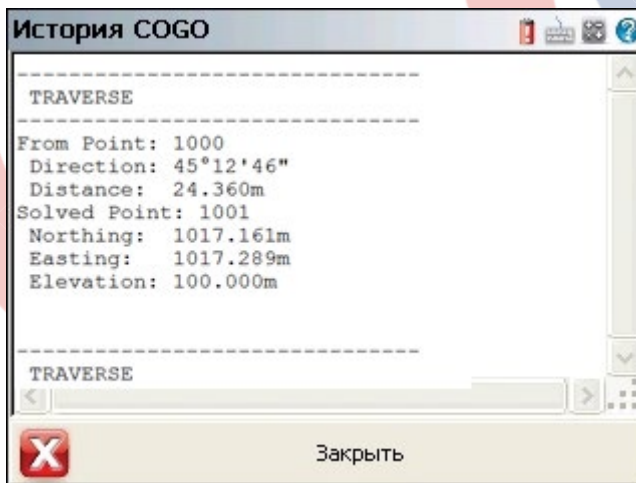 История COGO
--------------------------------
TRAVERSE
--------------------------------
From Point: 1000
Direction: 45°12'46"
Distance: 24.360m
Solved Point: 1001
Northing: 1017.161m
Easting: 1017.289m
Elevation: 100.000m
--------------------------------
TRAVERSE
Закрыть